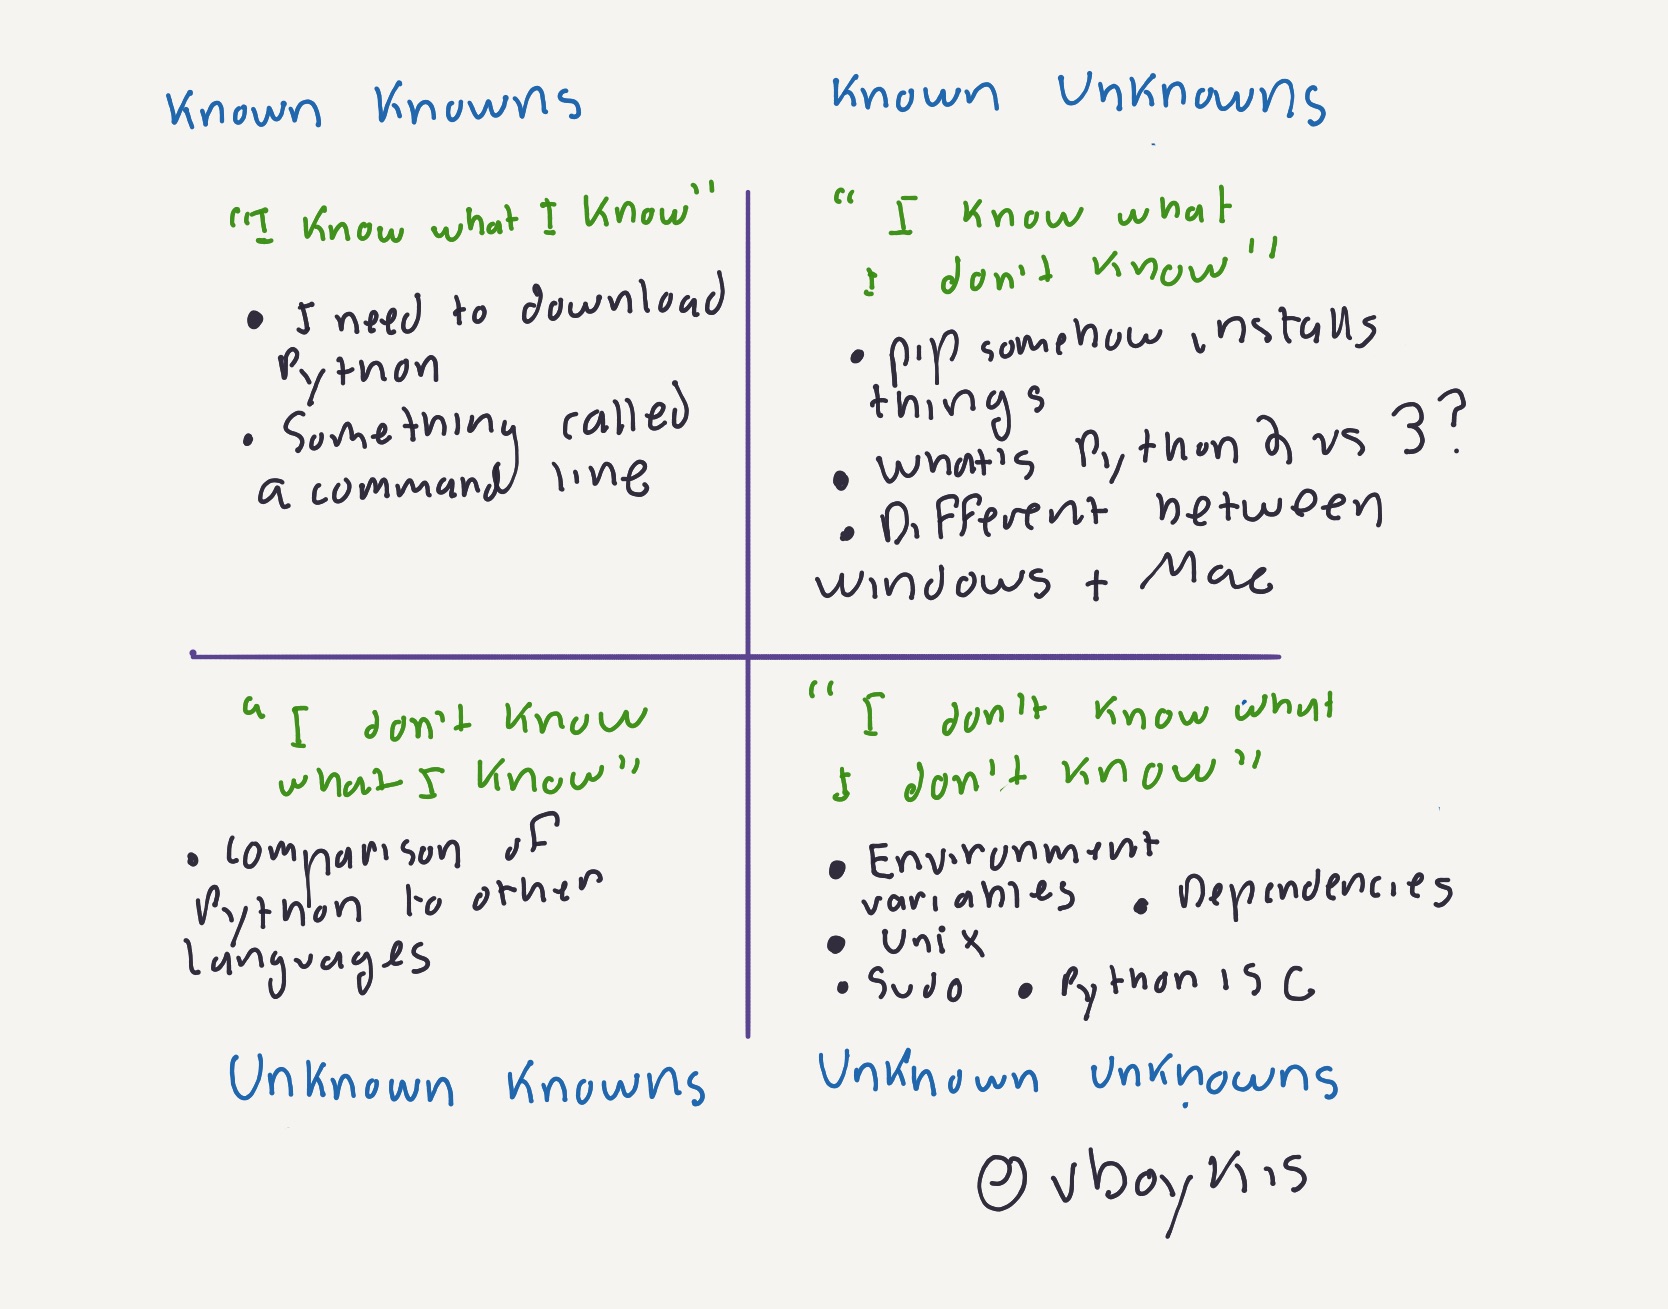 Known Knowns
"I know what I know"
• I need to download
Python
• Something called
a command line
Known Unknowns
" I know what
I don't know"
• pip somehow installs
things
• what's Python 2 vs 3?
• Different between
windows + Mac
" I don't know
what I know"
• comparison of
Python to other
languages
Unknown Knowns
" I don't know what
I don't know"
• Environment
variables • Dependencies
• Unix
• Sudo • Python is C
Unknown unknowns
@vboykis